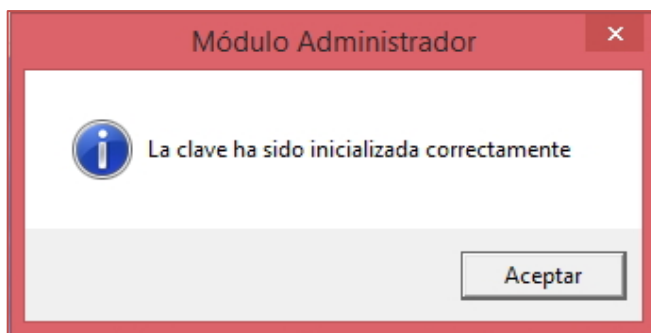 Módulo Administrador
La clave ha sido inicializada correctamente
Aceptar